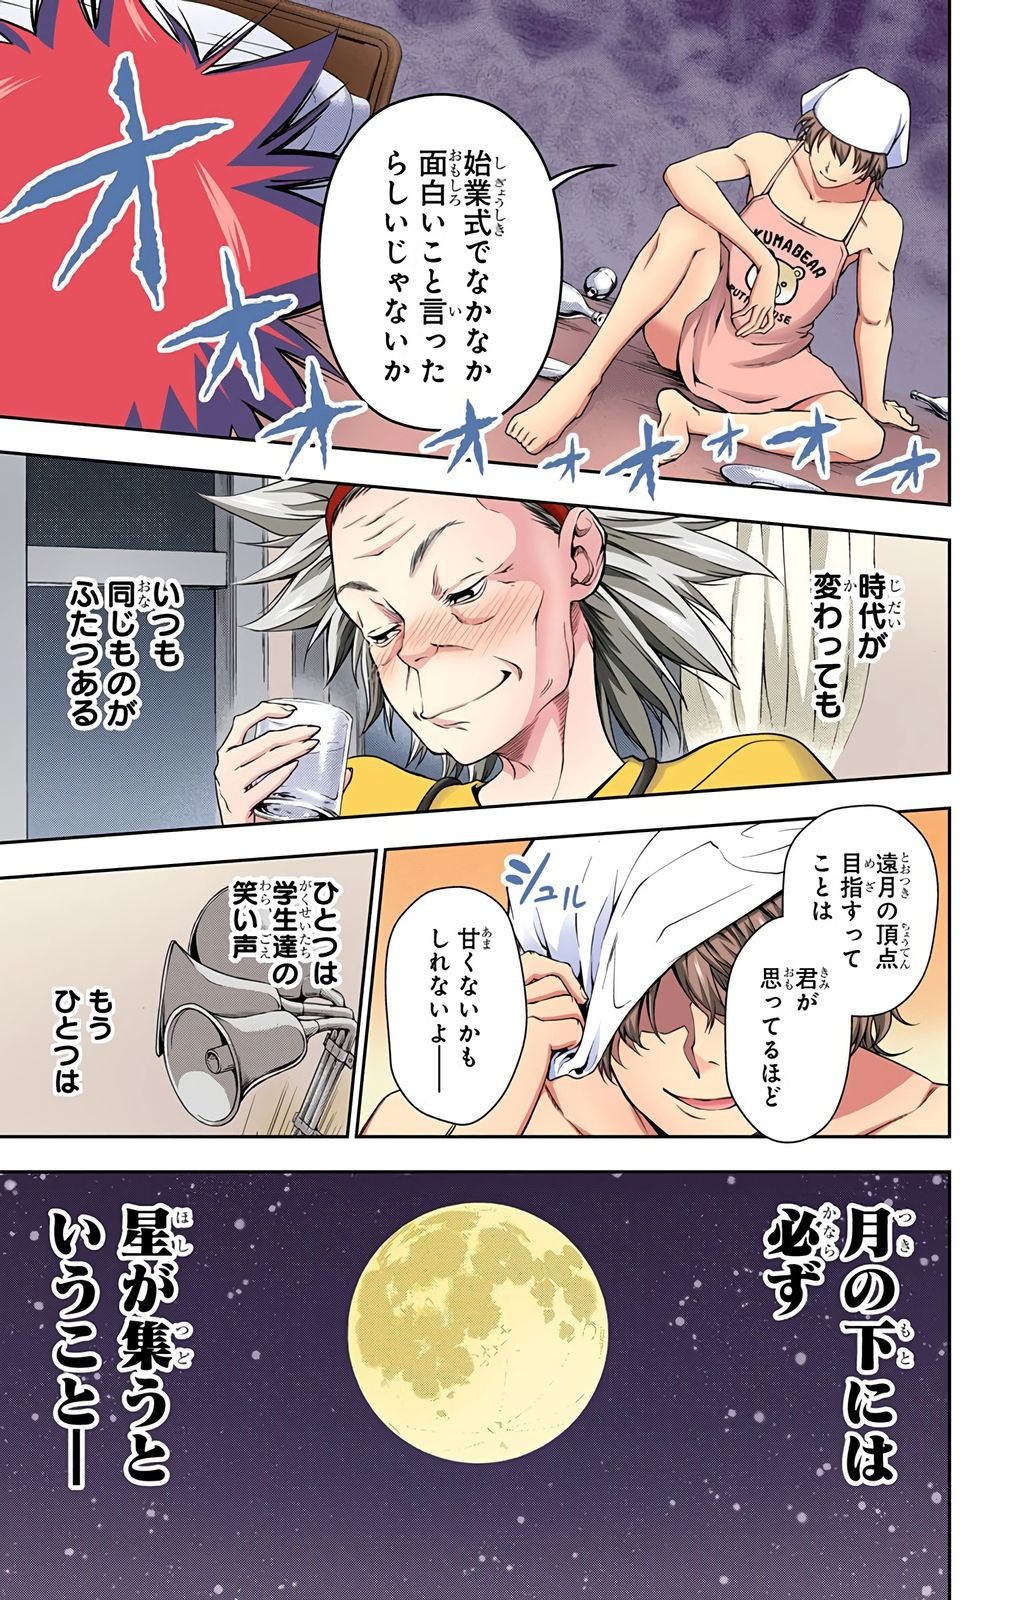 始業式でなかなか
面白いこと言った
らしいじゃないか
KUMABEAR
オ
オ
オ
オ
オ
オ
オ
オ
オ
時代が
変わっても
いつも
同じものが
ふたつある
遠月の頂点
目指すって
ことは
君が
思ってるほど
シュル
甘くないかも
しれないよ――
ひとつは
学生達の
笑い声
もう
ひとつは
月の下には
必ず
星が集うと
いうこと――